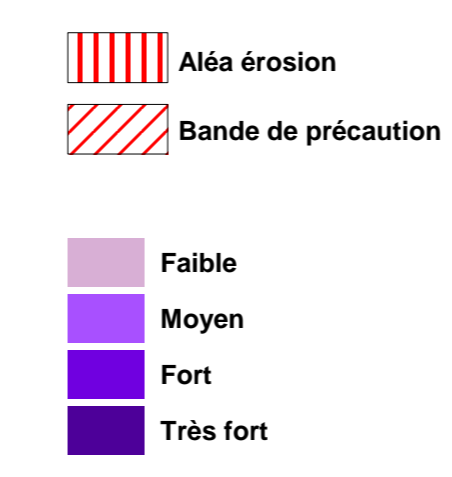 Aléa érosion
Bande de précaution
Faible
Moyen
Fort
Très fort